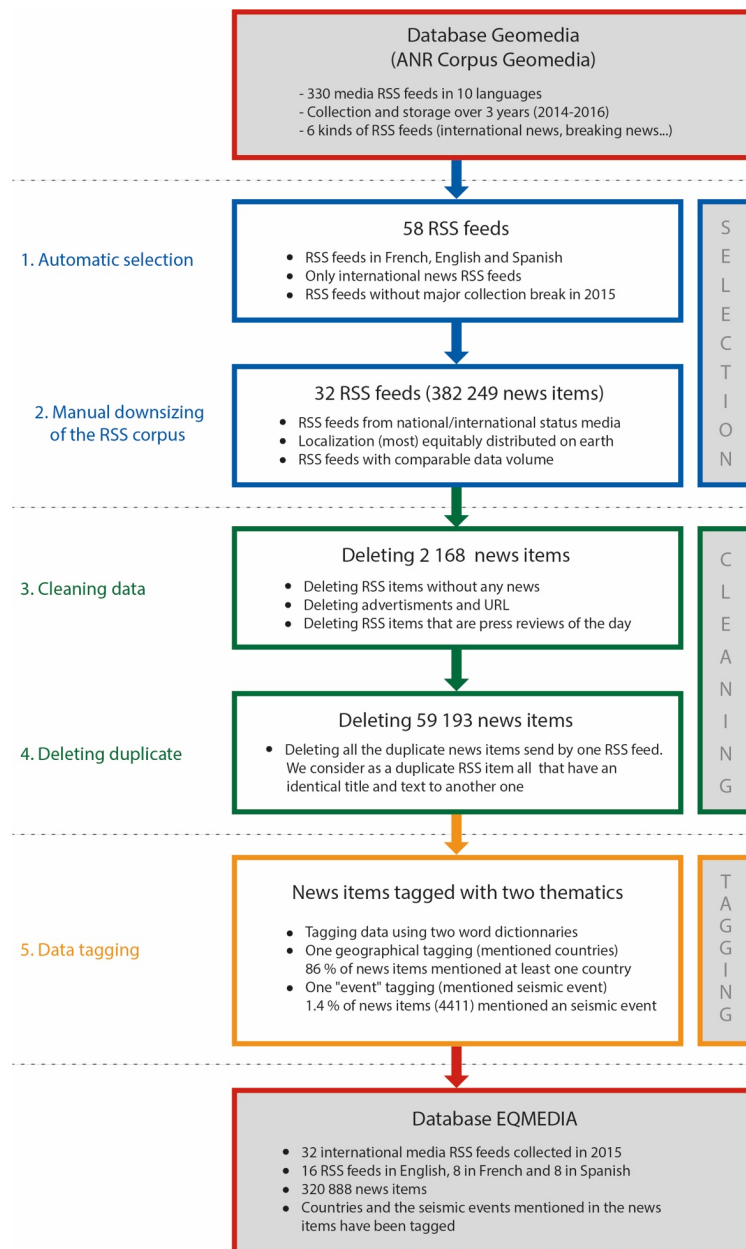 Database Geomedia
(ANR Corpus Geomedia)
- 330 media RSS feeds in 10 languages
- Collection and storage over 3 years (2014-2016)
- 6 kinds of RSS feeds (international news, breaking news...)
1. Automatic selection
58 RSS feeds
• RSS feeds in French, English and Spanish
• Only international news RSS feeds
• RSS feeds without major collection break in 2015
2. Manual downsizing
of the RSS corpus
32 RSS feeds (382 249 news items)
• RSS feeds from national/international status media
• Localization (most) equitably distributed on earth
• RSS feeds with comparable data volume
SELECTION
3. Cleaning data
Deleting 2 168 news items
• Deleting RSS items without any news
• Deleting advertisments and URL
• Deleting RSS items that are press reviews of the day
4. Deleting duplicate
Deleting 59 193 news items
• Deleting all the duplicate news items send by one RSS feed.
We consider as a duplicate RSS item all that have an
identical title and text to another one
CLEANING
5. Data tagging
News items tagged with two thematics
• Tagging data using two word dictionnaries
• One geographical tagging (mentioned countries)
86 % of news items mentioned at least one country
• One "event" tagging (mentioned seismic event)
1.4 % of news items (4411) mentioned an seismic event
TAGGING
Database EQMEDIA
• 32 international media RSS feeds collected in 2015
• 16 RSS feeds in English, 8 in French and 8 in Spanish
• 320 888 news items
• Countries and the seismic events mentioned in the news
items have been tagged